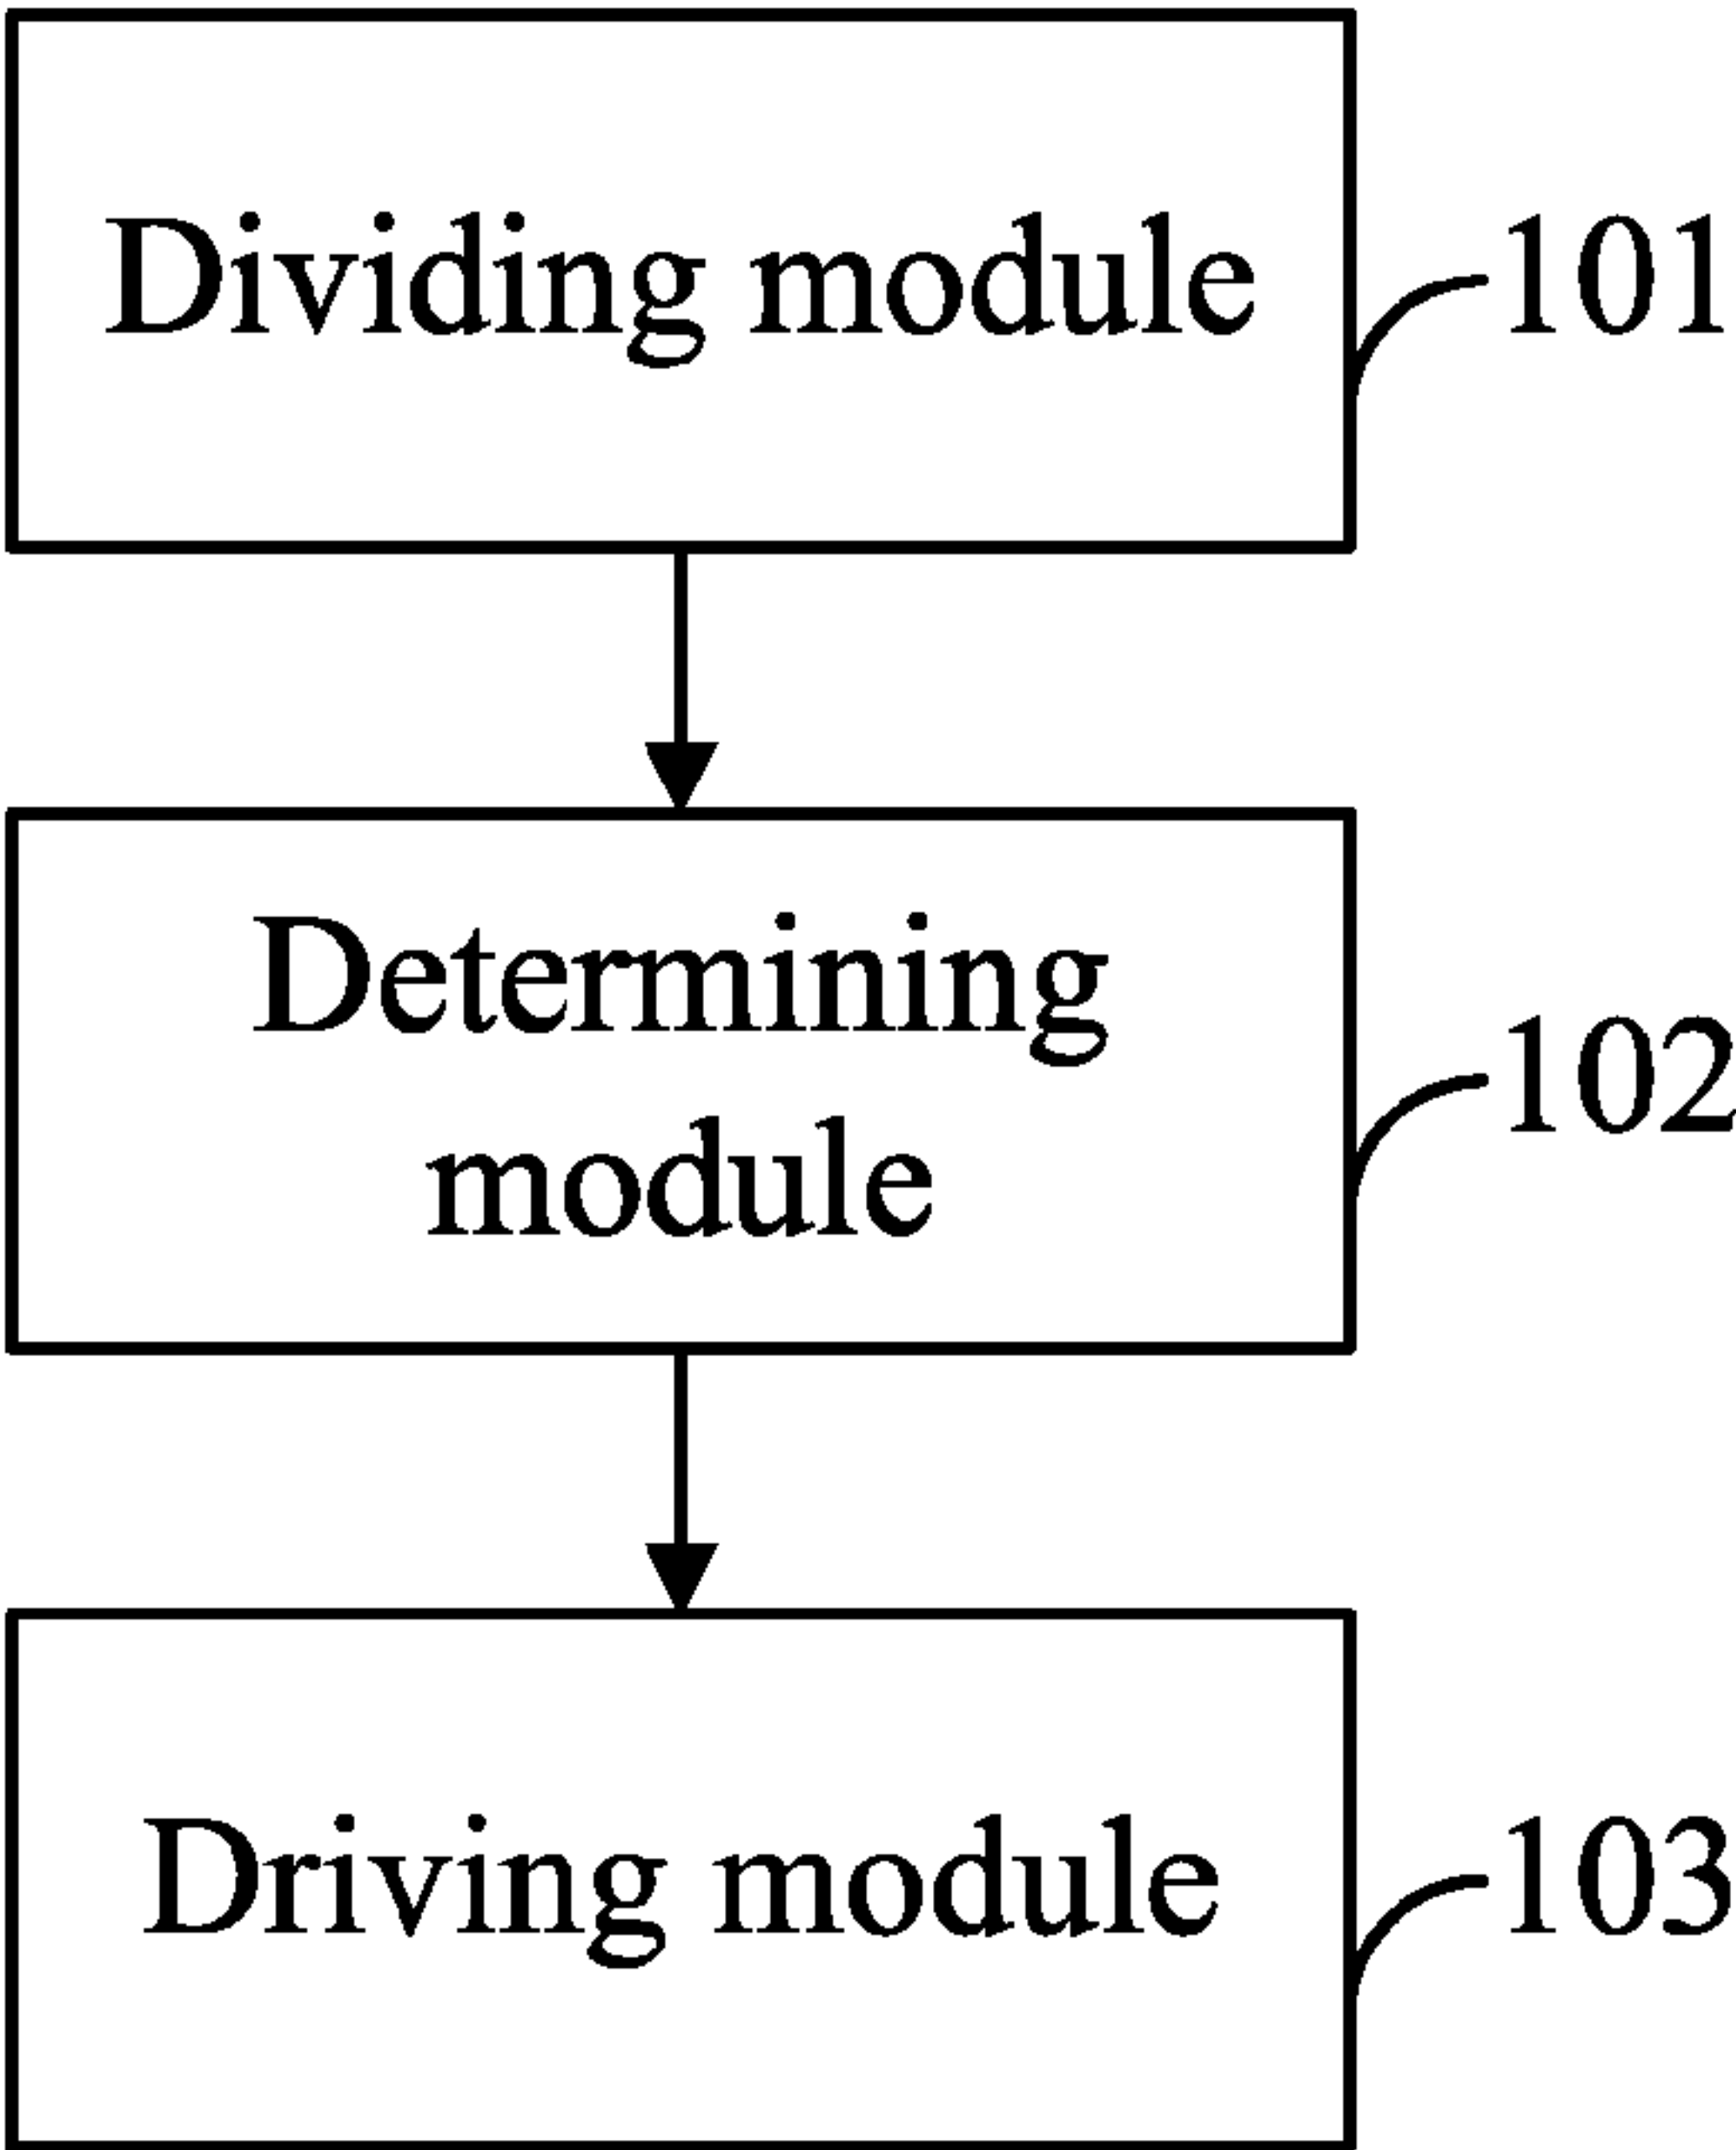 Dividing module
101
Determining
module
102
Driving module
103